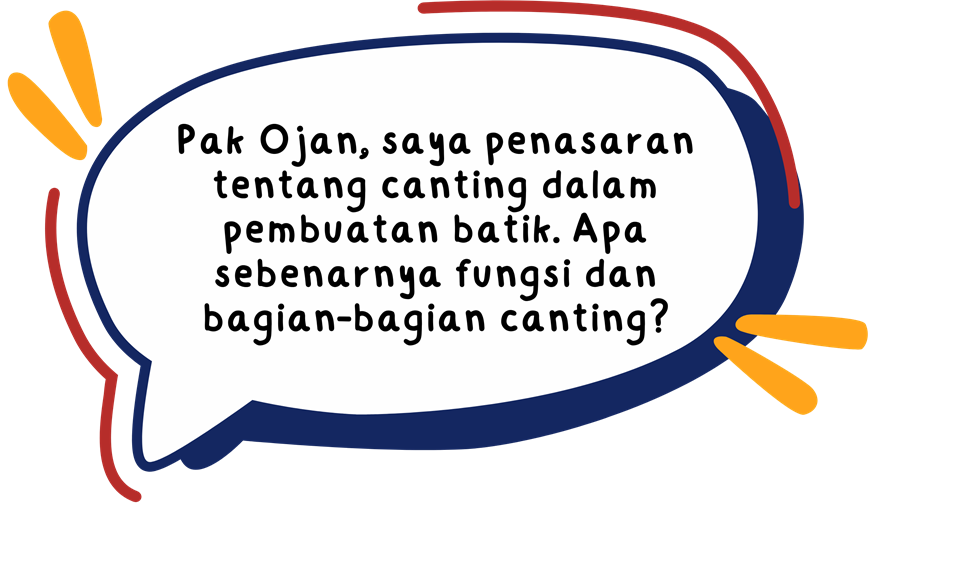 Pak Ojan, saya penasaran
tentang canting dalam
pembuatan batik. Apa
sebenarnya fungsi dan
bagian-bagian canting?